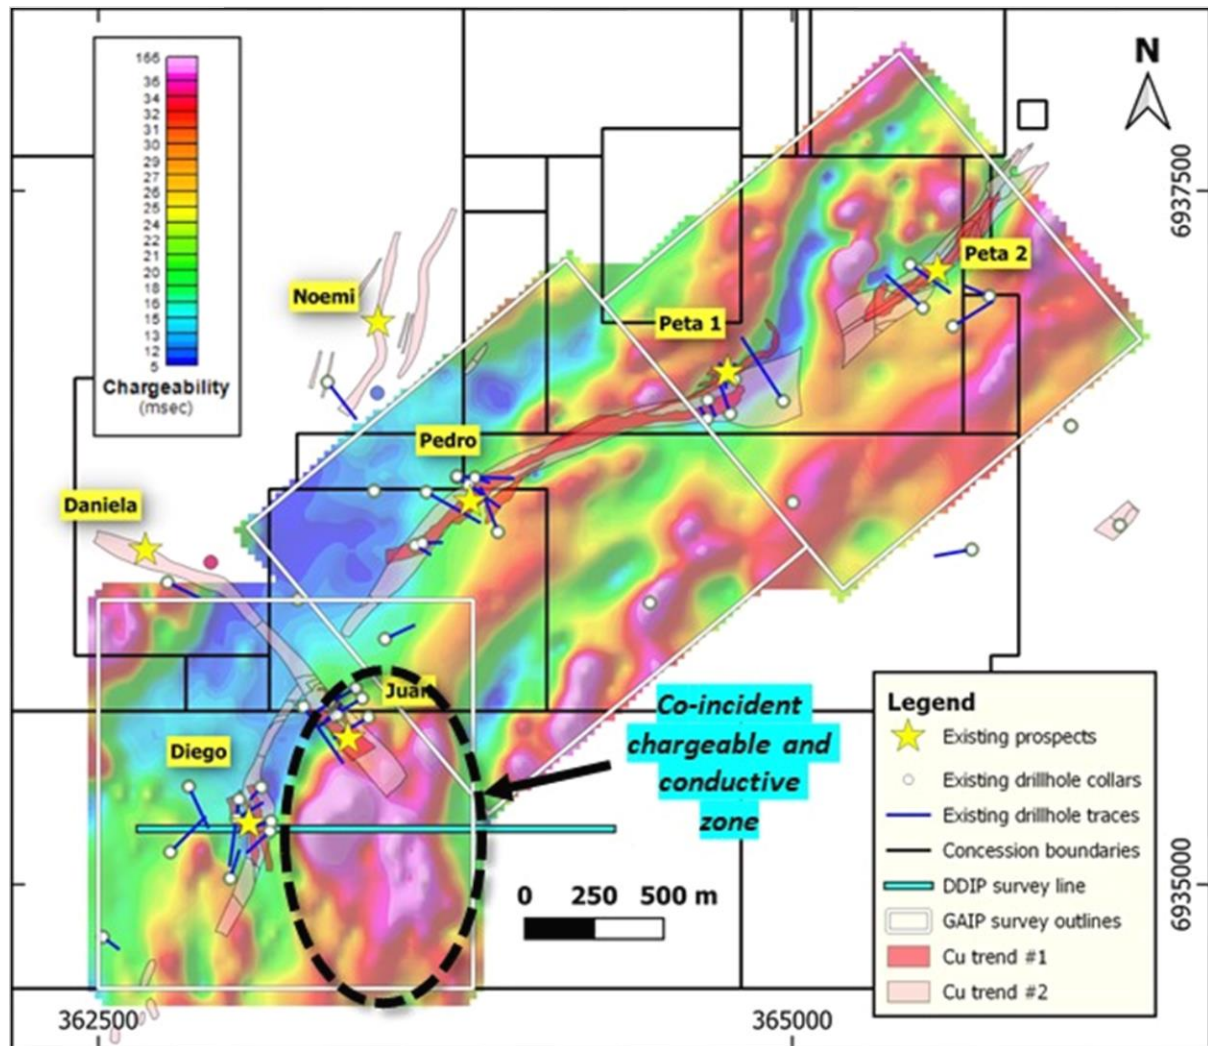 166
35
34
32
31
30
29
27
26
25
24
22
21
20
18
16
15
13
12
5
Chargeability
(msec)
N
6937500
Peta 2
Noemi
Peta 1
Pedro
Daniela
Juan
Diego
Co-incident
chargeable and
conductive
zone
0 250 500 m
6935000
Legend
Existing prospects
Existing drillhole collars
Existing drillhole traces
Concession boundaries
DDIP survey line
GAIP survey outlines
Cu trend #1
Cu trend #2
362500
365000